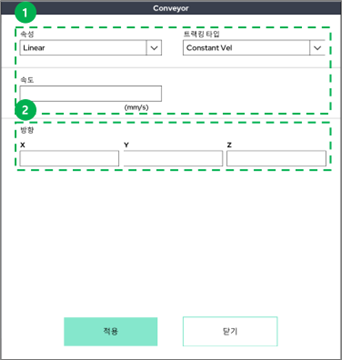 Conveyor
1
속성 트랙킹 타입
Linear Constant Vel
속도
(mm/s)
2
방향
X Y Z
적용 닫기